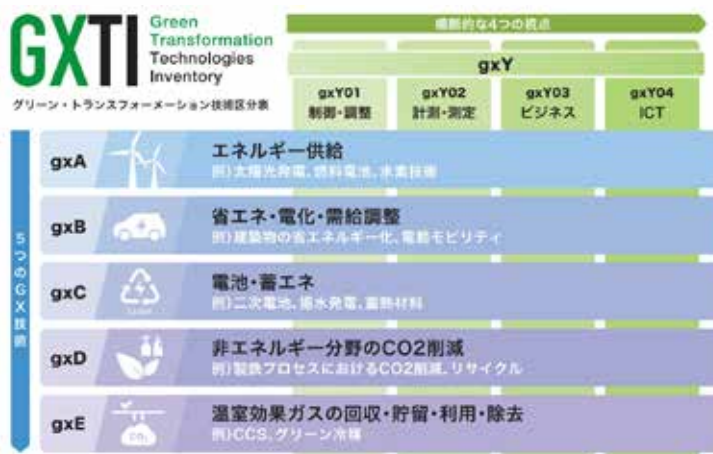 GXTI
Green
Transformation
Technologies
Inventory
グリーン・トランスフォーメーション技術区分表
横断的な4つの視点
gxY
gxY01
制御・調整
gxY02
計測・測定
gxY03
ビジネス
gxY04
ICT
5つのGX技術
gxA
エネルギー供給
例)太陽光発電、燃料電池、水素技術
gxB
省エネ・電化・需給調整
例)建築物の省エネルギー化、電動モビリティ
gxC
電池・蓄エネ
例)二次電池、揚水発電、蓄熱材料
gxD
非エネルギー分野のCO2削減
例)製鉄プロセスにおけるCO2削減、リサイクル
gxE
CO2
温室効果ガスの回収・貯留・利用・除去
例)CCS、グリーン冷媒